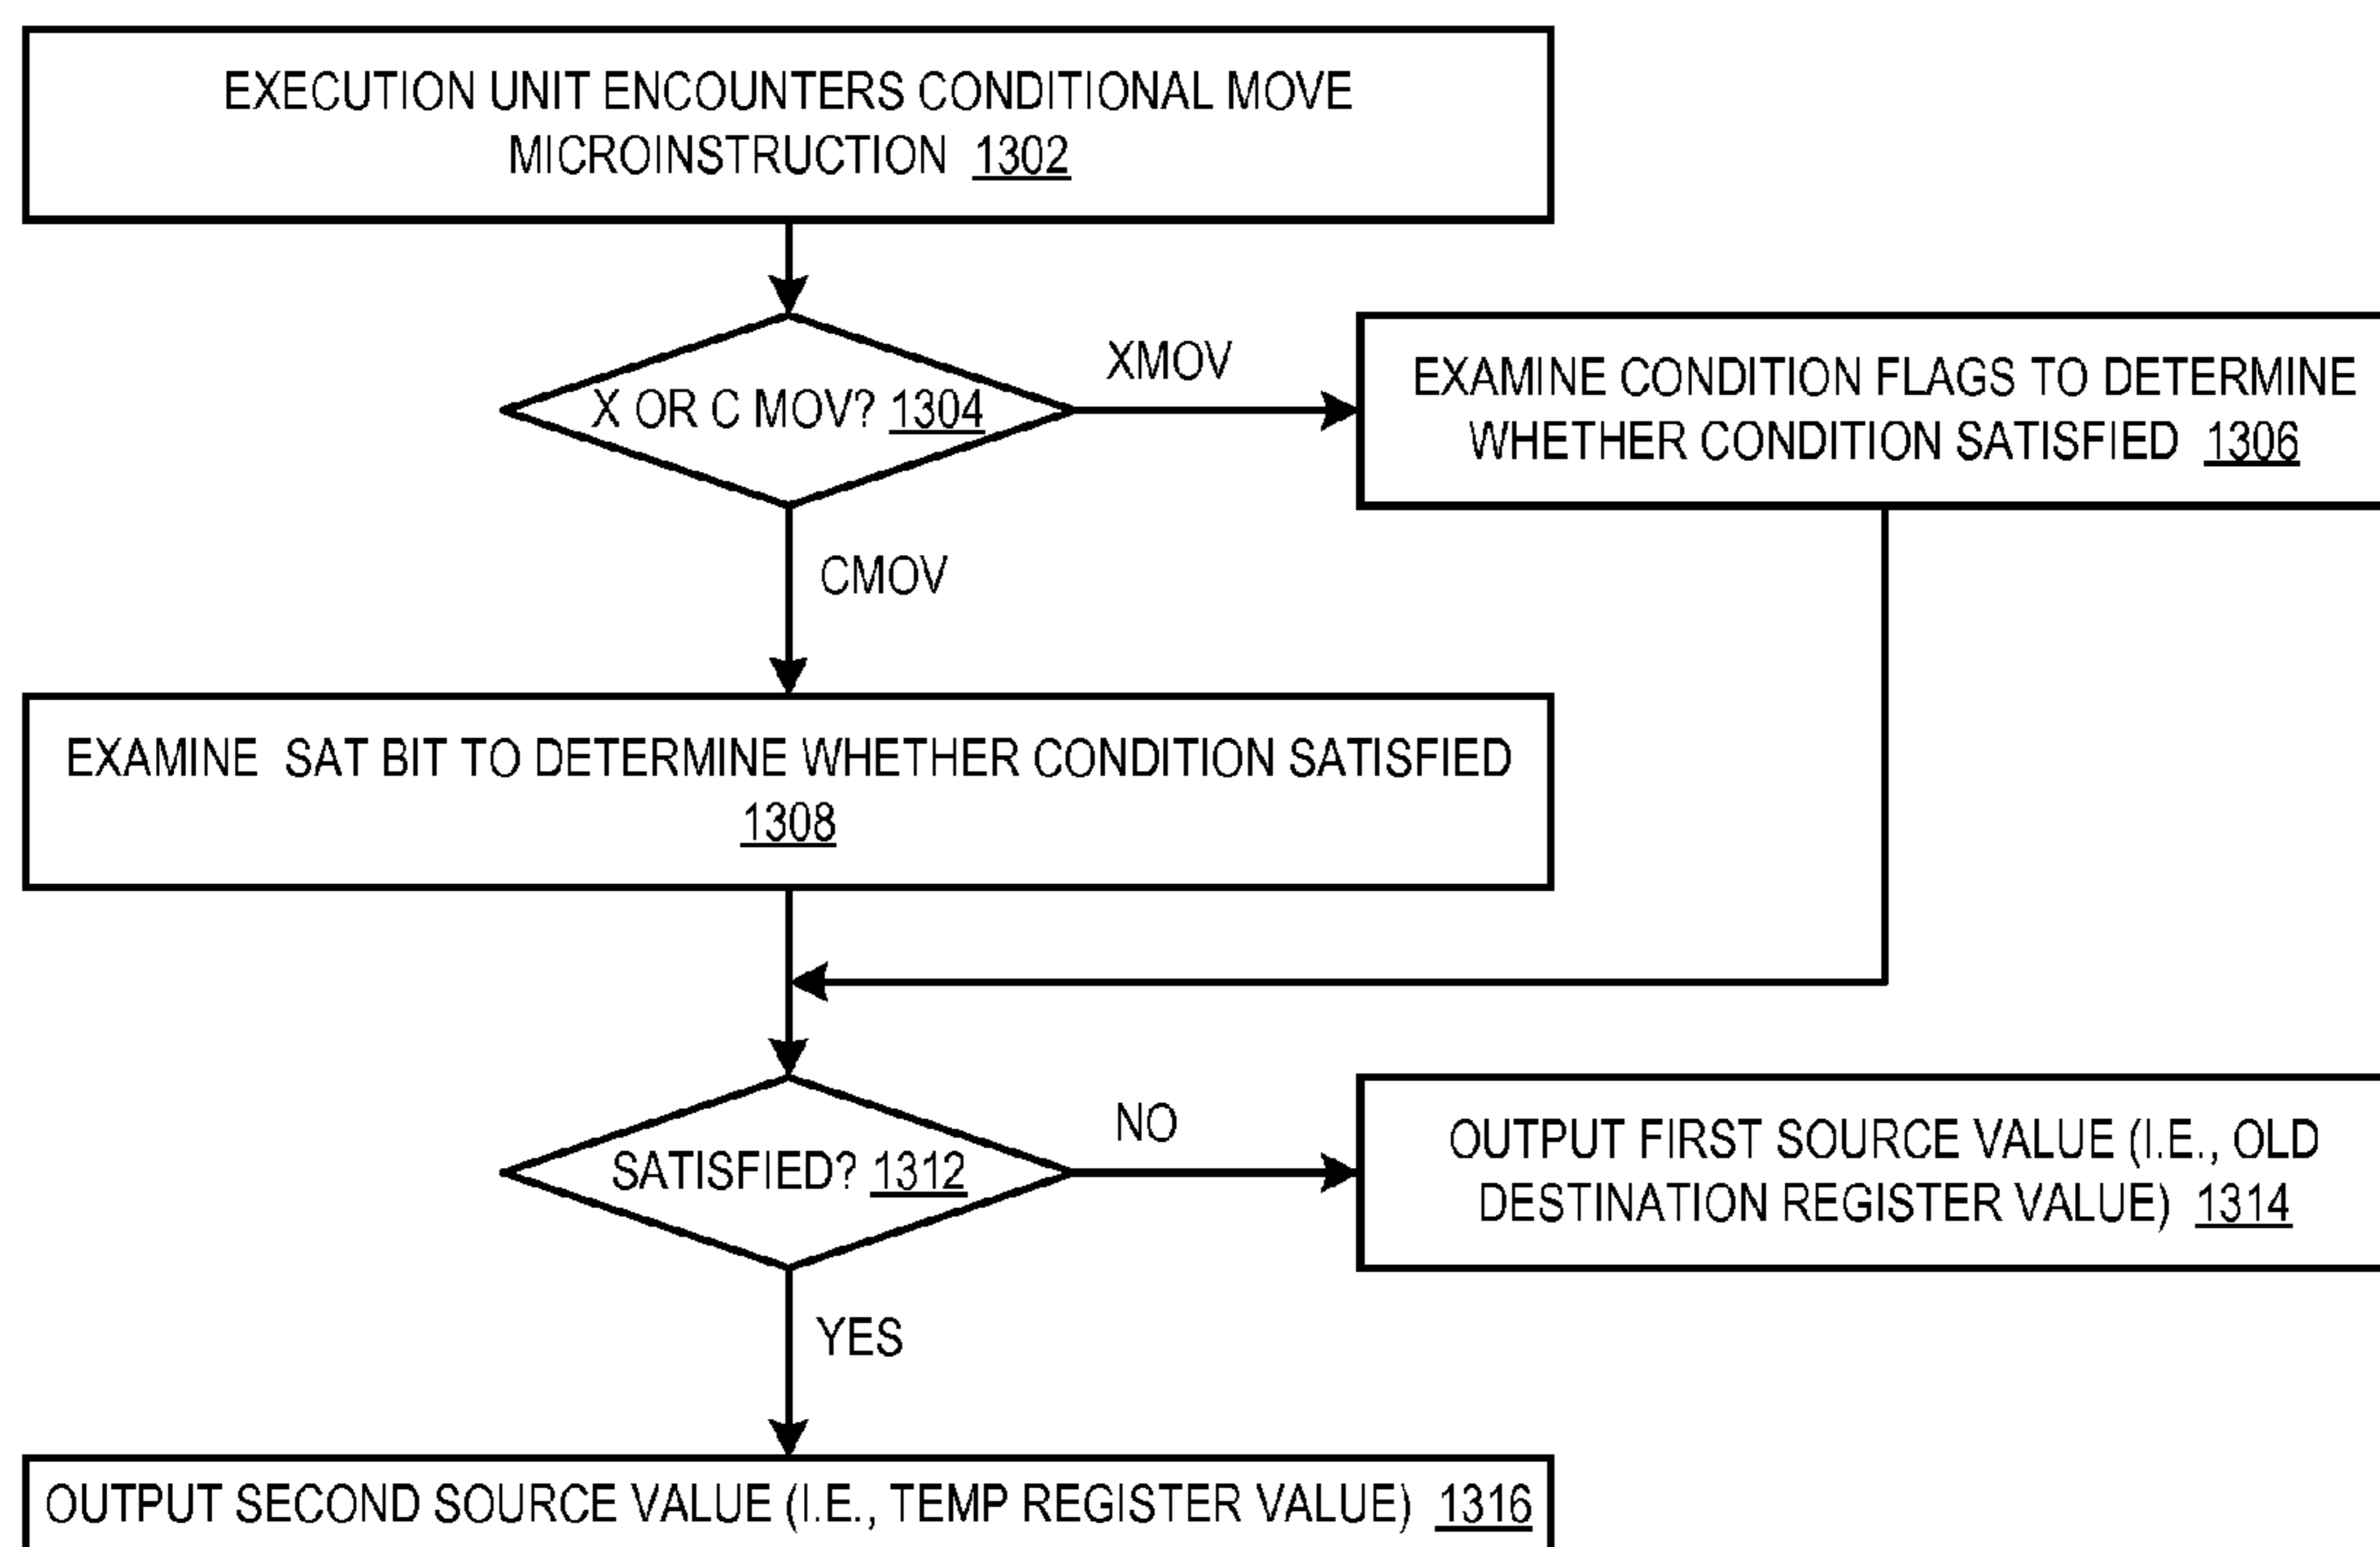 EXECUTION UNIT ENCOUNTERS CONDITIONAL MOVE
MICROINSTRUCTION 1302
X OR C MOV? 1304
XMOV
EXAMINE CONDITION FLAGS TO DETERMINE
WHETHER CONDITION SATISFIED 1306
CMOV
EXAMINE SAT BIT TO DETERMINE WHETHER CONDITION SATISFIED
1308
SATISFIED? 1312
NO
OUTPUT FIRST SOURCE VALUE (I.E., OLD
DESTINATION REGISTER VALUE) 1314
YES
OUTPUT SECOND SOURCE VALUE (I.E., TEMP REGISTER VALUE) 1316